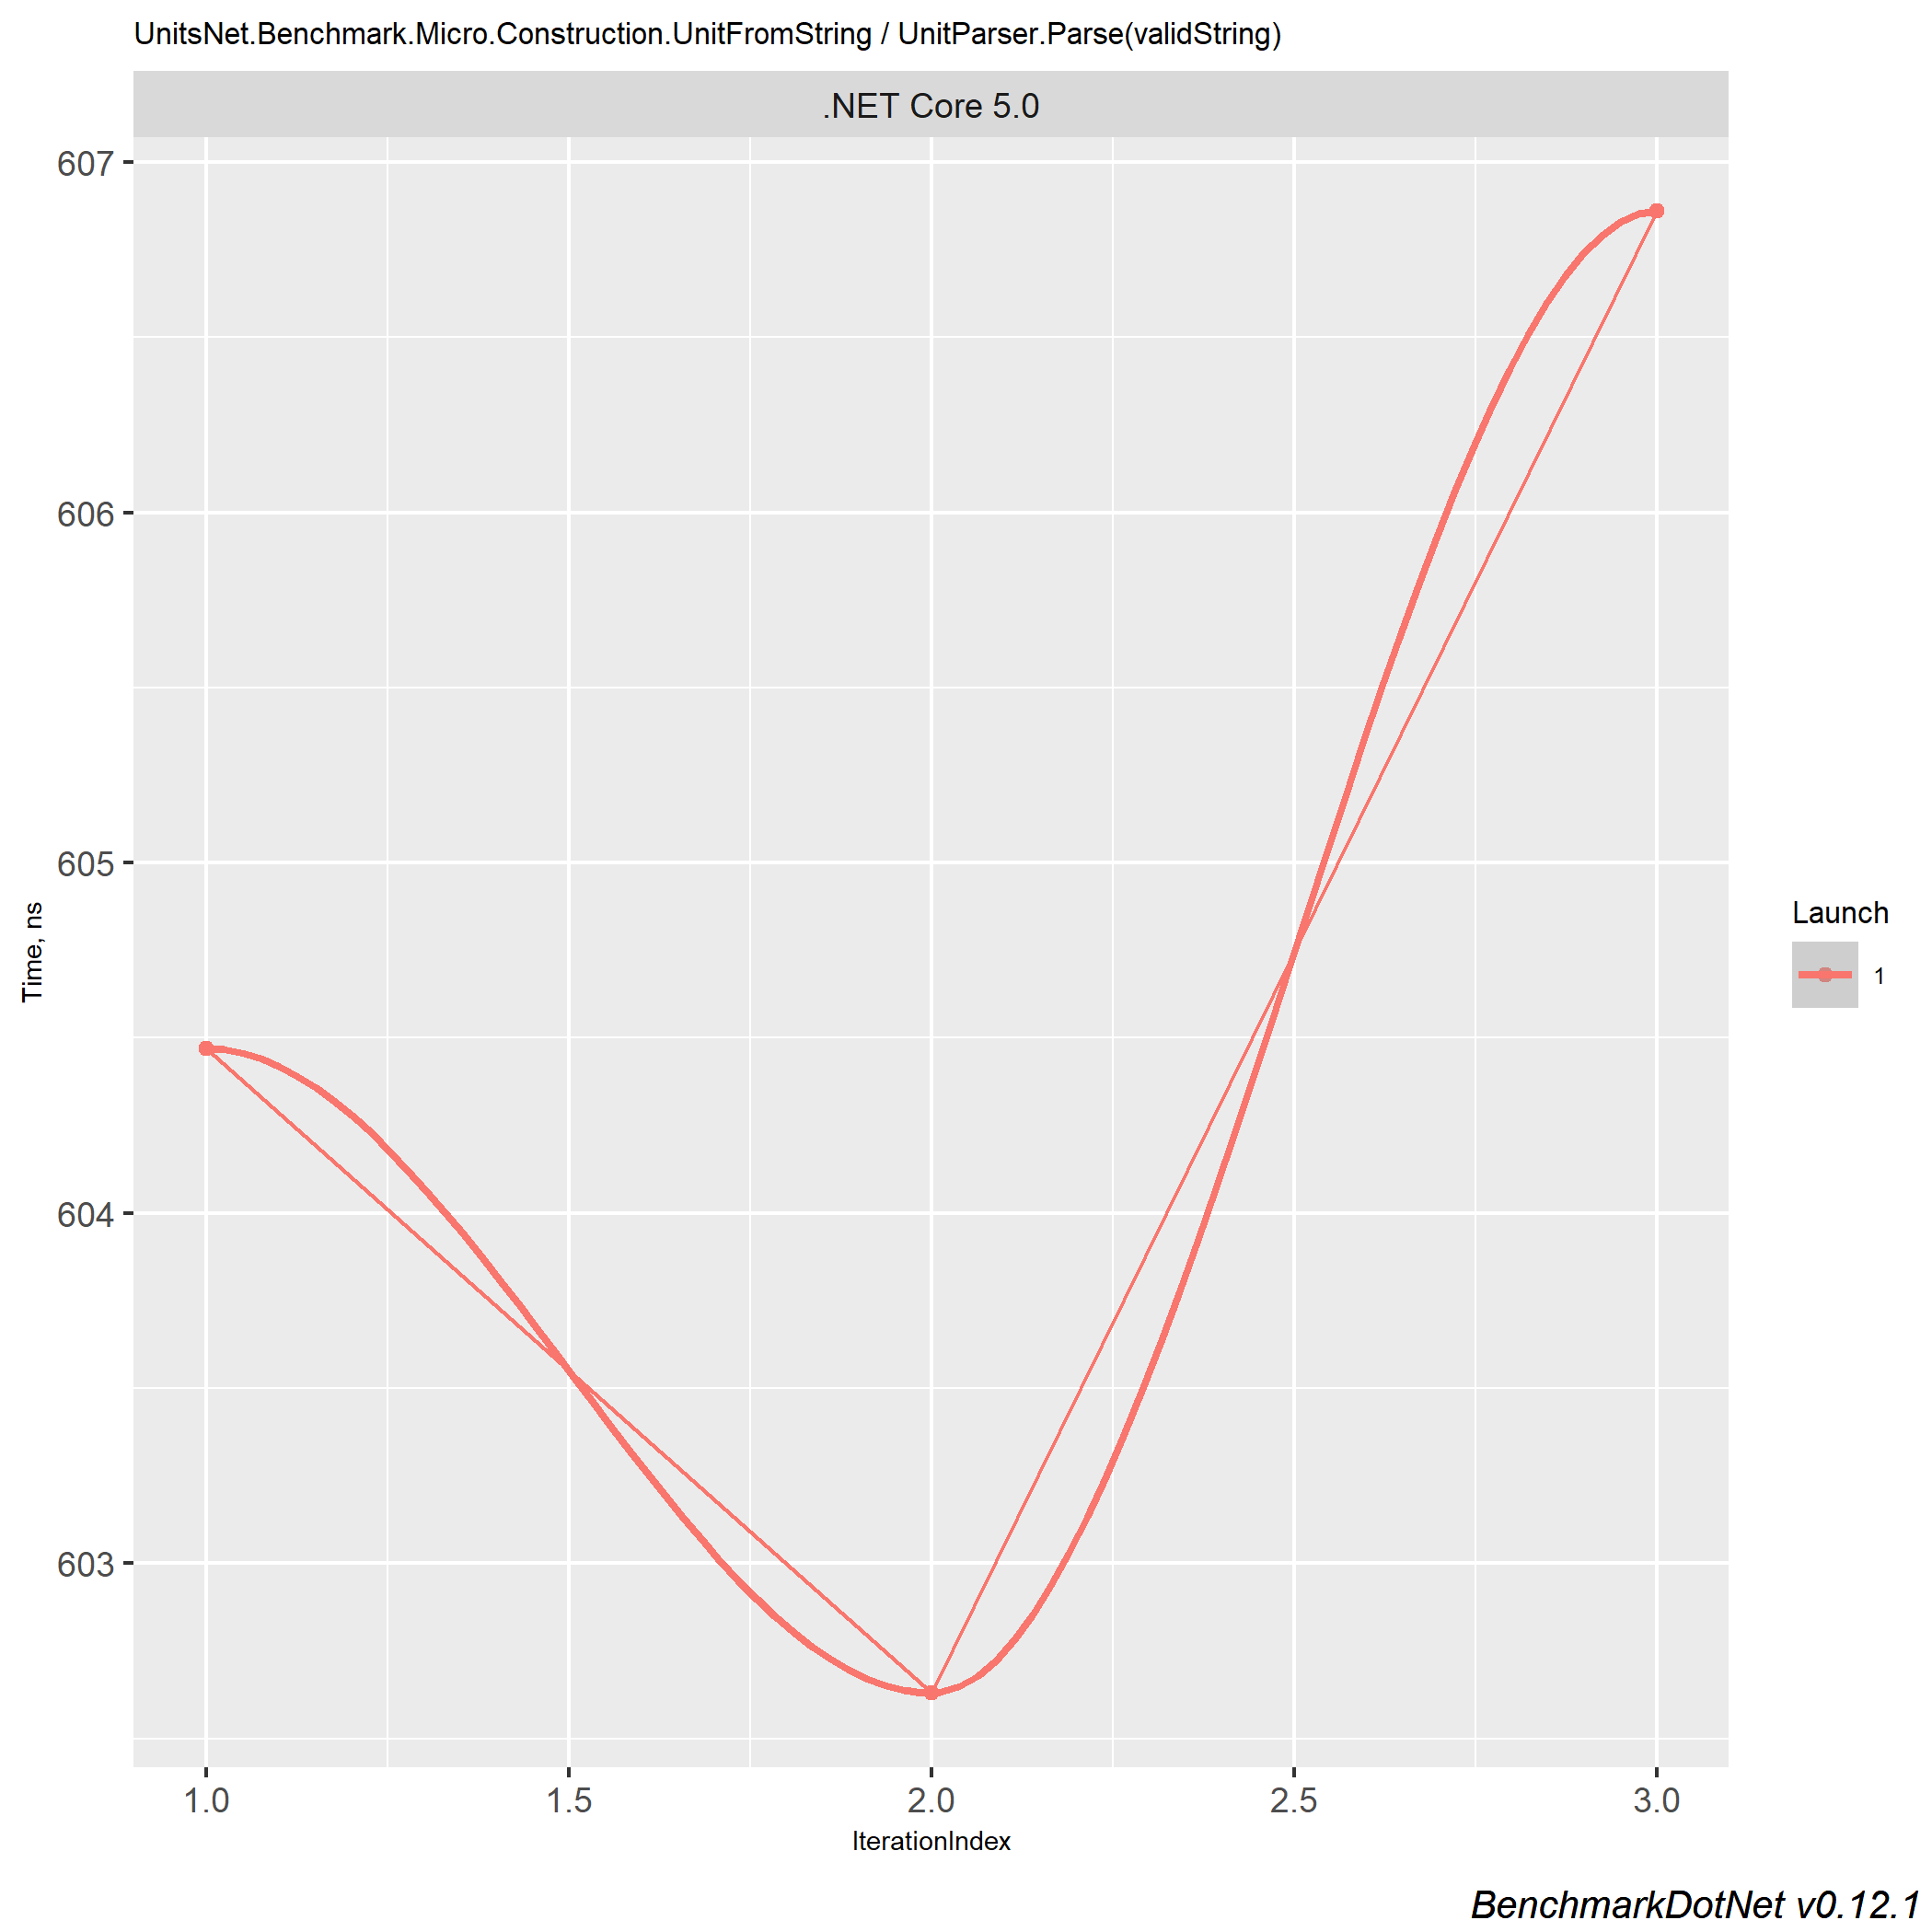 UnitsNet.Benchmark.Micro.Construction.UnitFromString / UnitParser.Parse(validString)
.NET Core 5.0
607
606
605
604
603
Time, ns
1.0 1.5 2.0 2.5 3.0
IterationIndex
Launch
1
BenchmarkDotNet v0.12.1